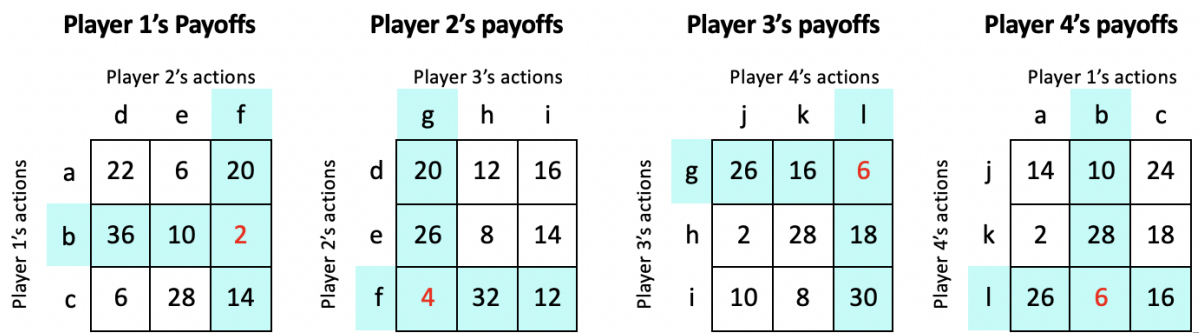 Player 1's Payoffs
Player 2's payoffs
Player 3's payoffs
Player 4's payoffs
Player 2's actions
Player 3's actions
Player 4's actions
Player 1's actions
d e f
g h i
j k l
a b c
Player 1's actions
Player 2's actions
Player 3's actions
Player 4's actions
a 22 6 20
d 20 12 16
g 26 16 6
j 14 10 24
b 36 10 2
e 26 8 14
h 2 28 18
k 2 28 18
c 6 28 14
f 4 32 12
i 10 8 30
l 26 6 16